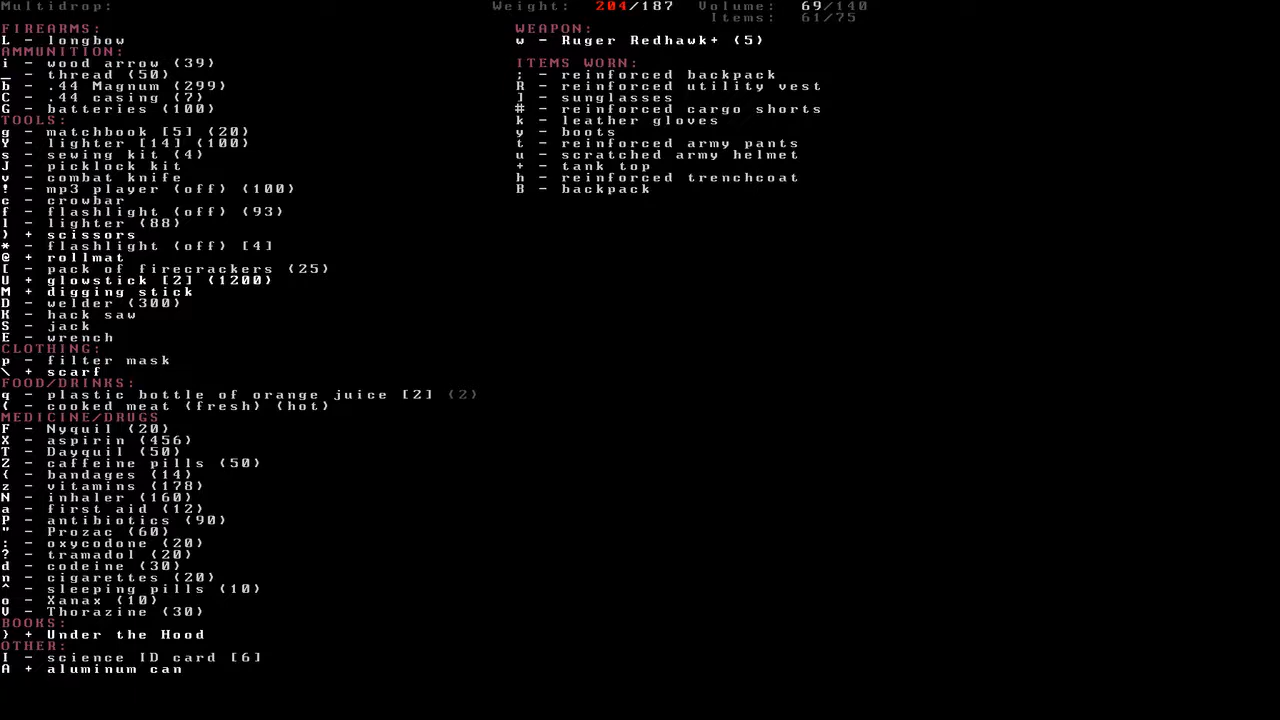 Multidrop: Weight: 204/187 Volume: 69/140
Items: 61/75
FIREARMS:
L - longbow
AMMUNITION:
i - wood arrow (39)
_ - thread (50)
b - .44 Magnum (299)
C - .44 casing (7)
G - batteries (100)
TOOLS:
g - matchbook [5] (20)
Y - lighter [14] (100)
s - sewing kit (4)
J - picklock kit
v - combat knife
! - mp3 player (off) (100)
c - crowbar
f - flashlight (off) (93)
l - lighter (88)
) + scissors
* - flashlight (off) [4]
@ + rollmat
[ - pack of firecrackers (25)
U + glowstick [2] (1200)
M + digging stick
D - welder (300)
K - hack saw
S - jack
E - wrench
CLOTHING:
p - filter mask
\ + scarf
FOOD/DRINKS:
q - plastic bottle of orange juice [2] (2)
( - cooked meat (fresh) (hot)
MEDICINE/DRUGS
F - Nyquil (20)
X - aspirin (456)
T - Dayquil (50)
Z - caffeine pills (50)
{ - bandages (14)
z - vitamins (178)
N - inhaler (160)
a - first aid (12)
P - antibiotics (90)
" - Prozac (60)
: - oxycodone (20)
? - tramadol (20)
d - codeine (30)
n - cigarettes (20)
^ - sleeping pills (10)
o - Xanax (10)
V - Thorazine (30)
BOOKS:
} + Under the Hood
OTHER:
I - science ID card [6]
A + aluminum can
WEAPON:
w - Ruger Redhawk+ (5)
ITEMS WORN:
; - reinforced backpack
R - reinforced utility vest
] - sunglasses
# - reinforced cargo shorts
k - leather gloves
y - boots
t - reinforced army pants
u - scratched army helmet
+ - tank top
h - reinforced trenchcoat
B - backpack